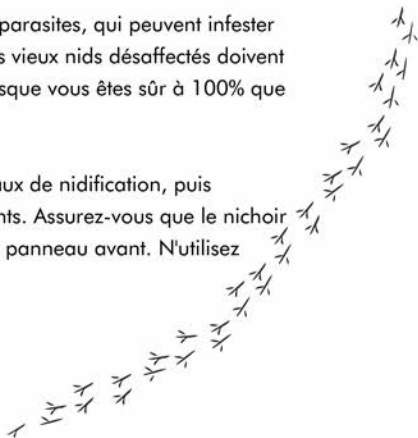 parasites, qui peuvent infester
s vieux nids désaffectés doivent
sque vous êtes sûr à 100% que
ux de nidification, puis
nts. Assurez-vous que le nichoir
panneau avant. N'utilisez